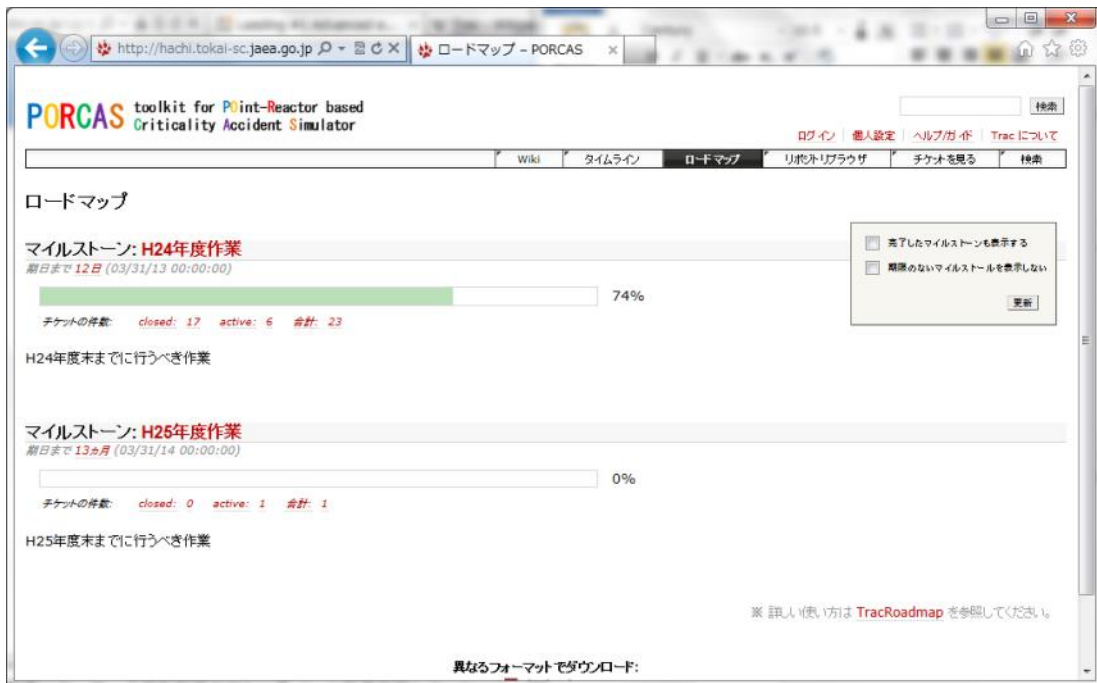 http://hachi.tokai-sc.jaea.go.jp
ロードマップ – PORCAS
PORCAS toolkit for POint-Reactor based
Criticality Accident Simulator
検索
ログイン 個人設定 ヘルプ/ガイド Trac について
Wiki タイムライン ロードマップ リポジトリブラウザ チケットを見る 検索
ロードマップ
完了したマイルストーンも表示する
期限のないマイルストールを表示しない
更新
マイルストーン: H24年度作業
期日まで 12日 (03/31/13 00:00:00)
74%
チケットの件数: closed: 17 active: 6 合計: 23
H24年度末までに行うべき作業
マイルストーン: H25年度作業
期日まで 13ヵ月 (03/31/14 00:00:00)
0%
チケットの件数: closed: 0 active: 1 合計: 1
H25年度末までに行うべき作業
※ 詳しい使い方は TracRoadmap を参照してください。
異なるフォーマットでダウンロード: